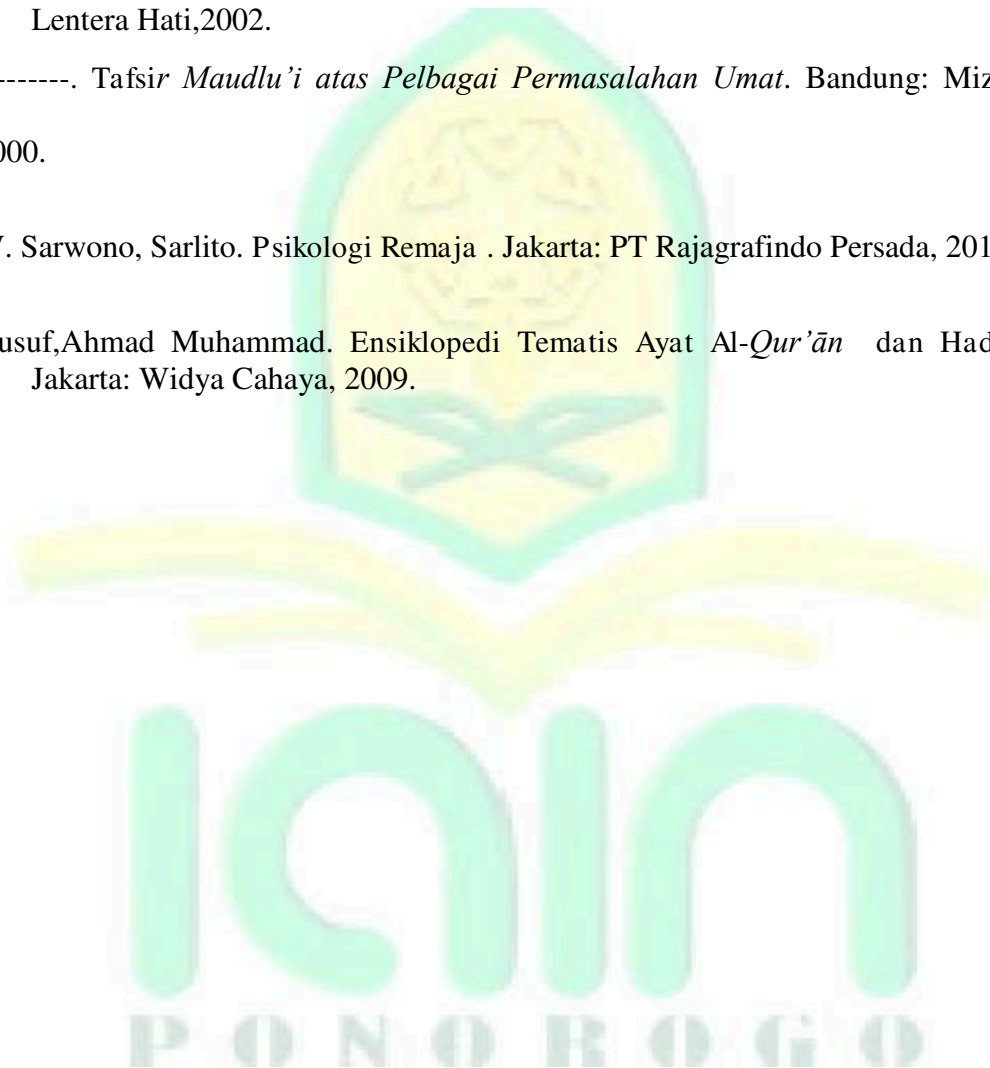 Lentera Hati,2002.
-------. Tafsir Maudlu’i atas Pelbagai Permasalahan Umat. Bandung: Miz
000.
. Sarwono, Sarlito. Psikologi Remaja . Jakarta: PT Rajagrafindo Persada, 201
usuf,Ahmad Muhammad. Ensiklopedi Tematis Ayat Al-Qur’ān dan Had
Jakarta: Widya Cahaya, 2009.
iain
PONOROGO